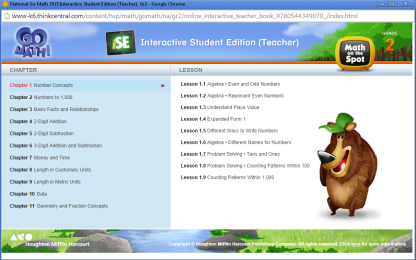 National Go Math 2015 Interactive Student Edition (Teacher), Gr2 - Google Chrome
www-k6.thinkcentral.com/content/hsp/math/gomath/na/gr2/online_interactive_teacher_book_9780544349070_/index.html
GO MATH!
iSE
Interactive Student Edition (Teacher)
Math on the Spot
GRADE 2
CHAPTER
LESSON
Chapter 1 Number Concepts
Chapter 2 Numbers to 1,000
Chapter 3 Basic Facts and Relationships
Chapter 4 2-Digit Addition
Chapter 5 2-Digit Subtraction
Chapter 6 3-Digit Addition and Subtraction
Chapter 7 Money and Time
Chapter 8 Length in Customary Units
Chapter 9 Length in Metric Units
Chapter 10 Data
Chapter 11 Geometry and Fraction Concepts
Lesson 1.1 Algebra • Even and Odd Numbers
Lesson 1.2 Algebra • Represent Even Numbers
Lesson 1.3 Understand Place Value
Lesson 1.4 Expanded Form 1
Lesson 1.5 Different Ways to Write Numbers
Lesson 1.6 Algebra • Different Names for Numbers
Lesson 1.7 Problem Solving • Tens and Ones
Lesson 1.8 Problem Solving • Counting Patterns Within 100
Lesson 1.9 Counting Patterns Within 1,000
Houghton Mifflin Harcourt
Copyright © Houghton Mifflin Harcourt Publishing Company. All rights reserved. Click here for more information.